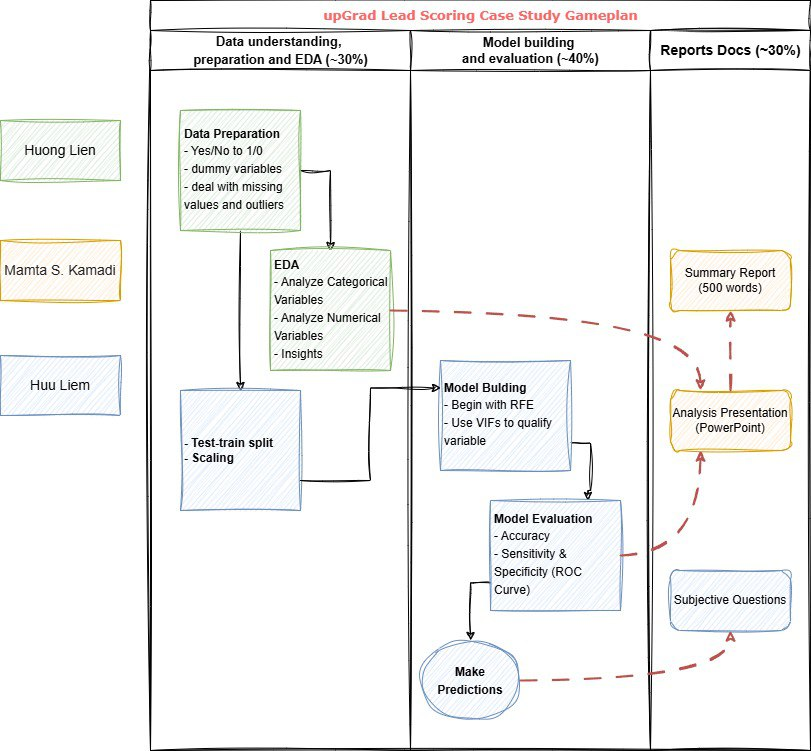 upGrad Lead Scoring Case Study Gameplan
Data understanding,
preparation and EDA (~30%)
Model building
and evaluation (~40%)
Reports Docs (~30%)
Huong Lien
Mamta S. Kamadi
Huu Liem
Data Preparation
- Yes/No to 1/0
- dummy variables
- deal with missing
values and outliers
EDA
- Analyze Categorical
Variables
- Analyze Numerical
Variables
- Insights
- Test-train split
- Scaling
Model Bulding
- Begin with RFE
- Use VIFs to qualify
variable
Model Evaluation
- Accuracy
- Sensitivity &
Specificity (ROC
Curve)
Make
Predictions
Summary Report
(500 words)
Analysis Presentation
(PowerPoint)
Subjective Questions